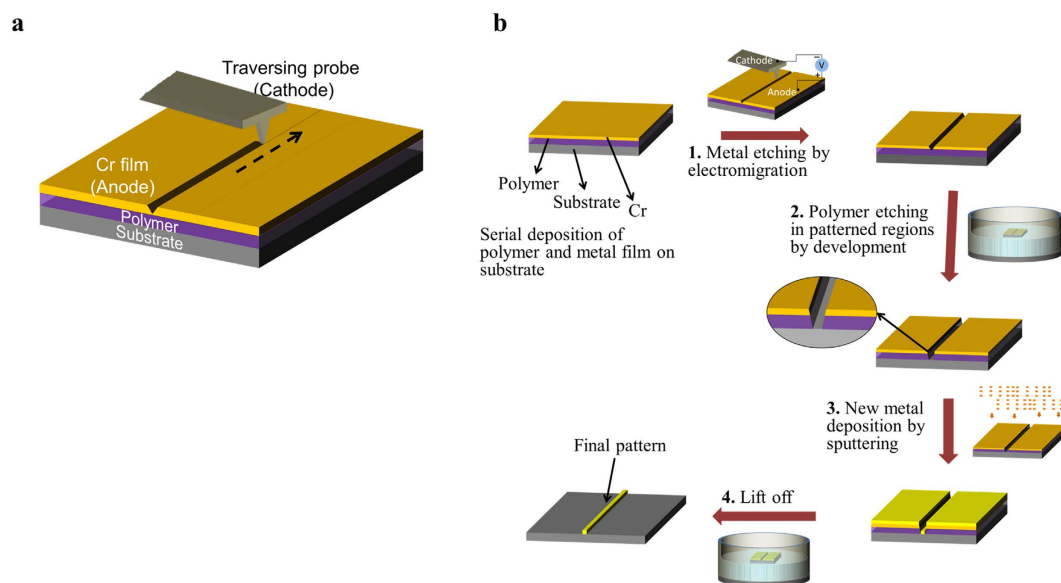 a
Traversing probe
(Cathode)
Cr film
(Anode)
Polymer
Substrate
b
Cathode
−
V
+
Anode
Polymer
Substrate
Cr
Serial deposition of
polymer and metal film on
substrate
1. Metal etching by
electromigration
2. Polymer etching
in patterned regions
by development
3. New metal
deposition by
sputtering
4. Lift off
Final pattern